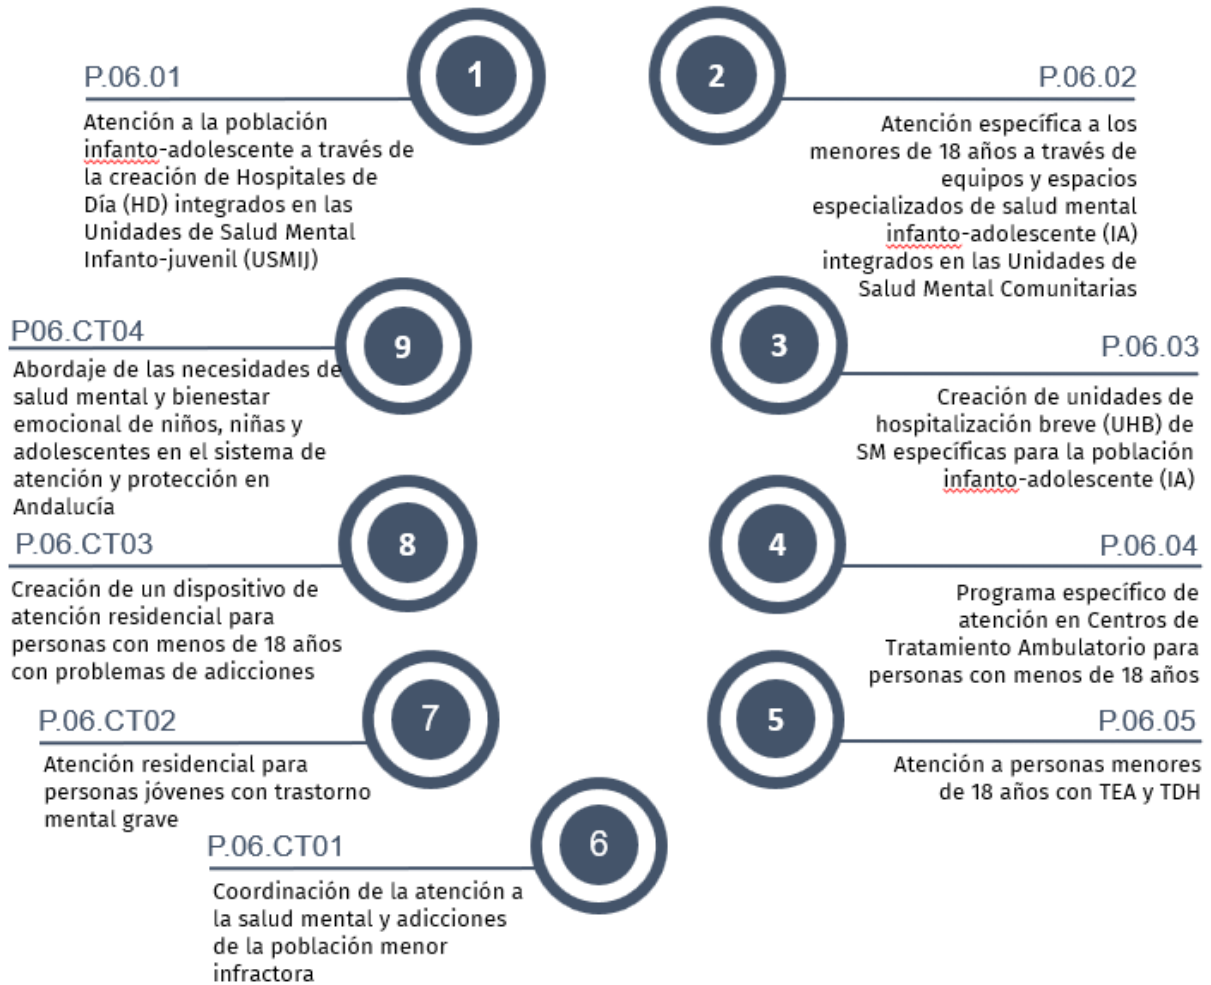 1
P.06.01
Atención a la población
infanto-adolescente a través de
la creación de Hospitales de
Día (HD) integrados en las
Unidades de Salud Mental
Infanto-juvenil (USMIJ)
2
P.06.02
Atención específica a los
menores de 18 años a través de
equipos y espacios
especializados de salud mental
infanto-adolescente (IA)
integrados en las Unidades de
Salud Mental Comunitarias
3
P.06.03
Creación de unidades de
hospitalización breve (UHB) de
SM específicas para la población
infanto-adolescente (IA)
4
P.06.04
Programa específico de
atención en Centros de
Tratamiento Ambulatorio para
personas con menos de 18 años
5
P.06.05
Atención a personas menores
de 18 años con TEA y TDH
6
P.06.CT01
Coordinación de la atención a
la salud mental y adicciones
de la población menor
infractora
7
P.06.CT02
Atención residencial para
personas jóvenes con trastorno
mental grave
8
P.06.CT03
Creación de un dispositivo de
atención residencial para
personas con menos de 18 años
con problemas de adicciones
9
P06.CT04
Abordaje de las necesidades de
salud mental y bienestar
emocional de niños, niñas y
adolescentes en el sistema de
atención y protección en
Andalucía